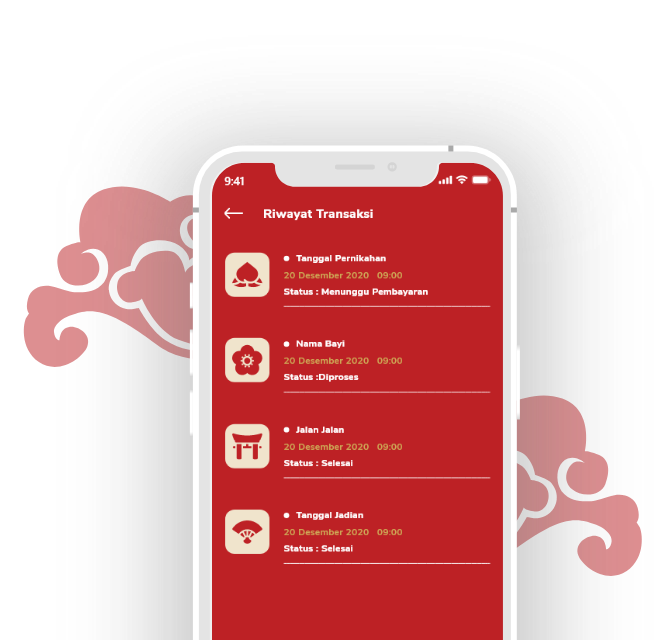 9:41
Riwayat Transaksi
Tanggal Pernikahan
20 Desember 2020 09:00
Status : Menunggu Pembayaran
Nama Bayi
20 Desember 2020 09:00
Status :Diproses
Jalan Jalan
20 Desember 2020 09:00
Status : Selesai
Tanggal Jadian
20 Desember 2020 09:00
Status : Selesai